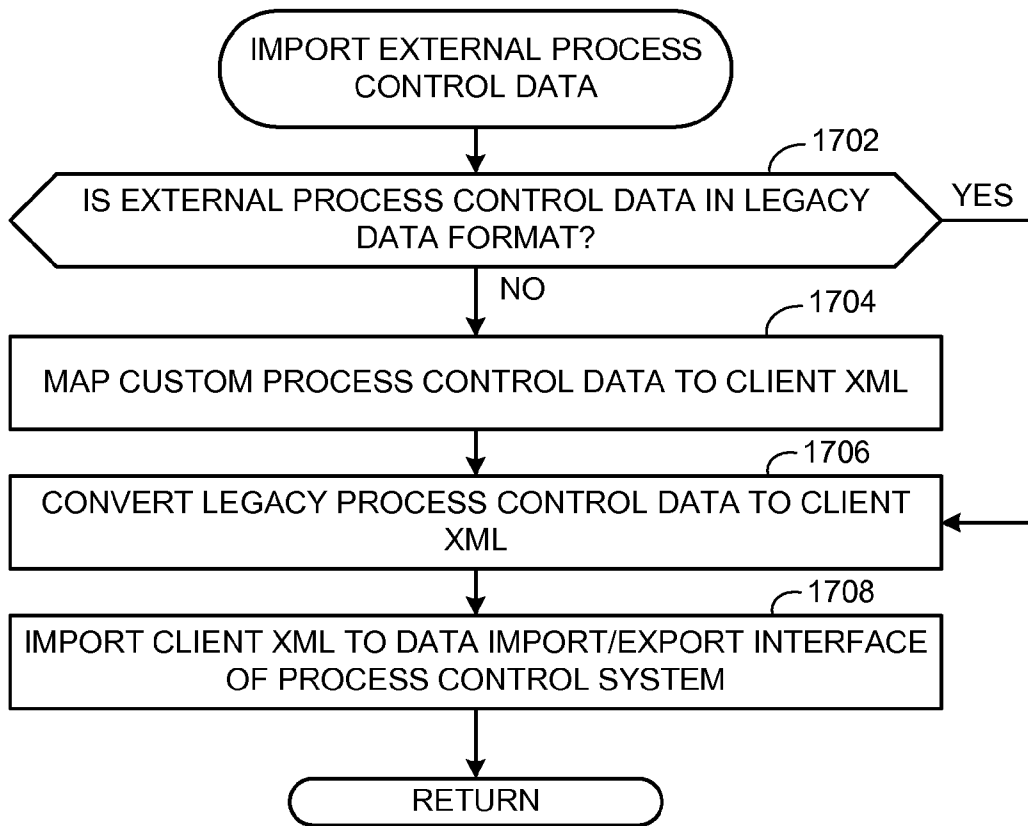 IMPORT EXTERNAL PROCESS
CONTROL DATA
1702
IS EXTERNAL PROCESS CONTROL DATA IN LEGACY
DATA FORMAT?
YES
NO
1704
MAP CUSTOM PROCESS CONTROL DATA TO CLIENT XML
1706
CONVERT LEGACY PROCESS CONTROL DATA TO CLIENT
XML
1708
IMPORT CLIENT XML TO DATA IMPORT/EXPORT INTERFACE
OF PROCESS CONTROL SYSTEM
RETURN